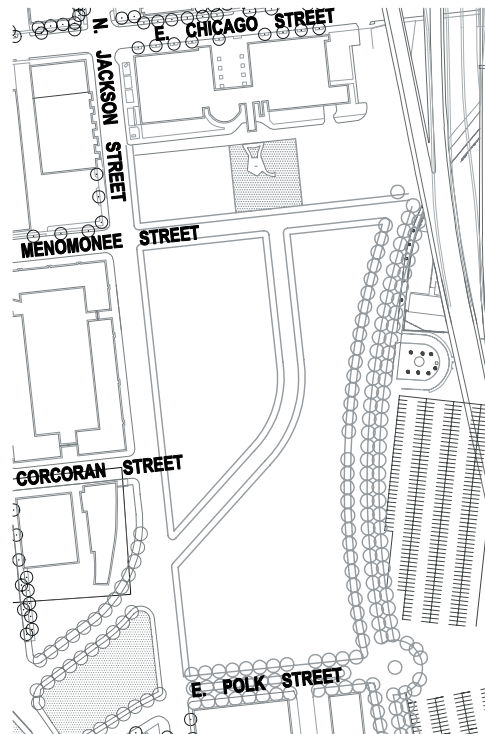 E. CHICAGO STREET
N. JACKSON STREET
MENOMONEE STREET
CORCORAN STREET
E. POLK STREET